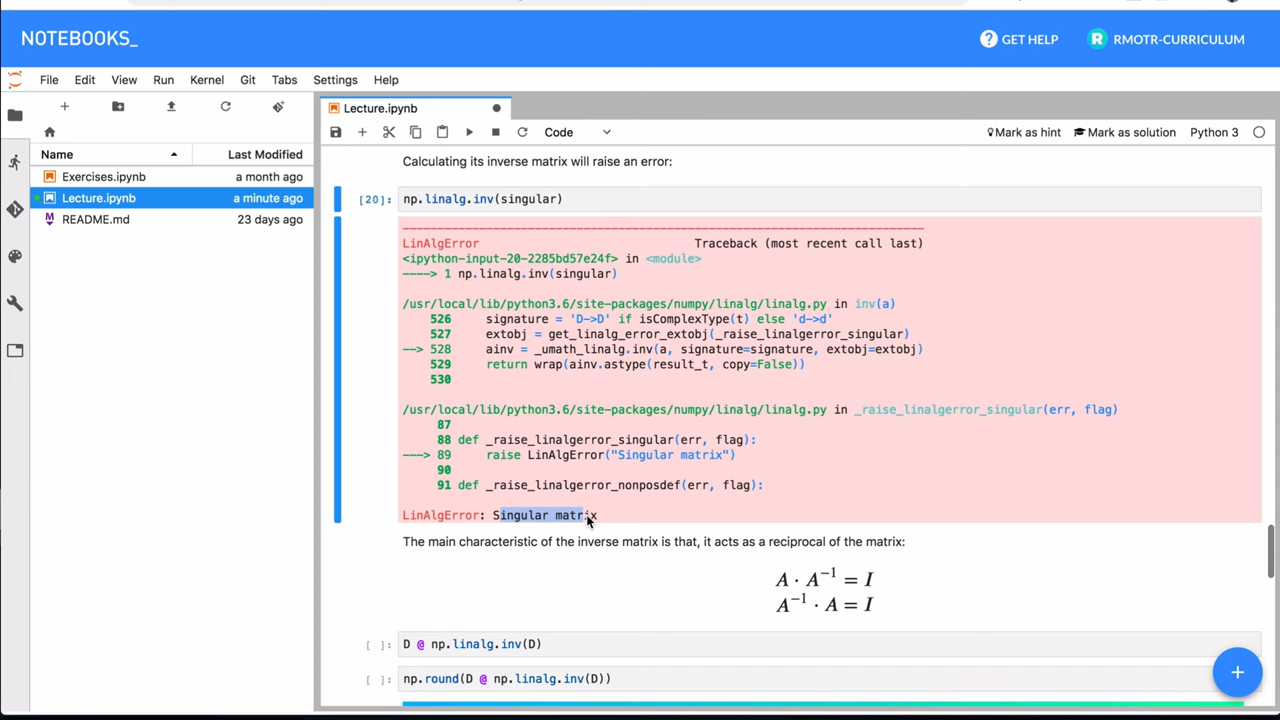 NOTEBOOKS_
GET HELP
R RMOTR-CURRICULUM
File Edit View Run Kernel Git Tabs Settings Help
Name Last Modified
Exercises.ipynb a month ago
Lecture.ipynb a minute ago
README.md 23 days ago
Lecture.ipynb
Code
Mark as hint Mark as solution Python 3
Calculating its inverse matrix will raise an error:
[20]: np.linalg.inv(singular)
---------------------------------------------------------------------------
LinAlgError Traceback (most recent call last)
<ipython-input-20-2285bd57e24f> in <module>
----> 1 np.linalg.inv(singular)
/usr/local/lib/python3.6/site-packages/numpy/linalg/linalg.py in inv(a)
526 signature = 'D->D' if isComplexType(t) else 'd->d'
527 extobj = get_linalg_error_extobj(_raise_linalgerror_singular)
--> 528 ainv = _umath_linalg.inv(a, signature=signature, extobj=extobj)
529 return wrap(ainv.astype(result_t, copy=False))
530
/usr/local/lib/python3.6/site-packages/numpy/linalg/linalg.py in _raise_linalgerror_singular(err, flag)
87
88 def _raise_linalgerror_singular(err, flag):
---> 89 raise LinAlgError("Singular matrix")
90
91 def _raise_linalgerror_nonposdef(err, flag):
LinAlgError: Singular matrix
The main characteristic of the inverse matrix is that, it acts as a reciprocal of the matrix:
A · A⁻¹ = I
A⁻¹ · A = I
[ ]: D @ np.linalg.inv(D)
[ ]: np.round(D @ np.linalg.inv(D))